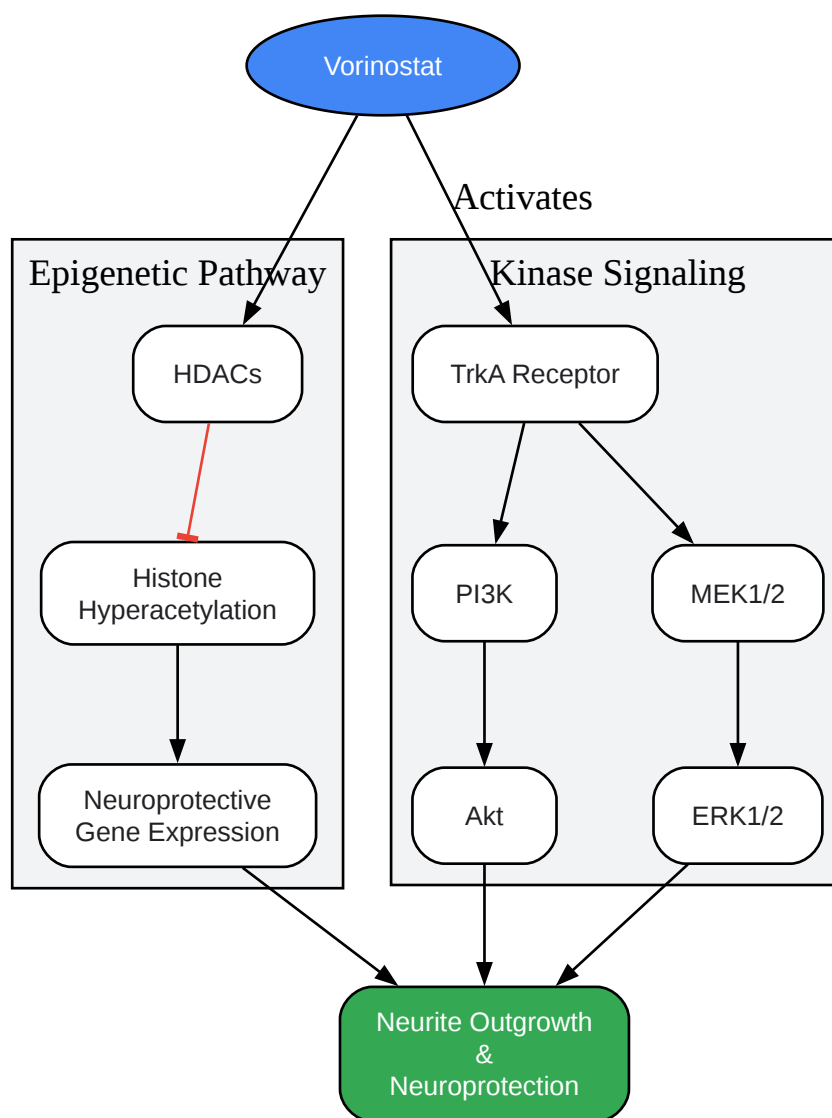 Vorinostat
Activates
Epigenetic Pathway
Kinase Signaling
HDACs
TrkA Receptor
Histone
Hyperacetylation
PI3K
MEK1/2
Neuroprotective
Gene Expression
Akt
ERK1/2
Neurite Outgrowth
&
Neuroprotection